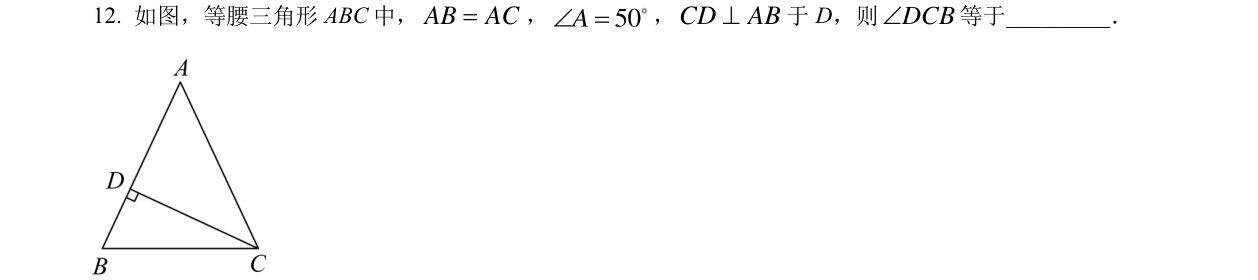 12. 如图，等腰三角形 ABC 中， AB = AC ， ∠A = 50° ， CD ⊥ AB 于 D，则 ∠DCB 等于_________.
A
D
B
C